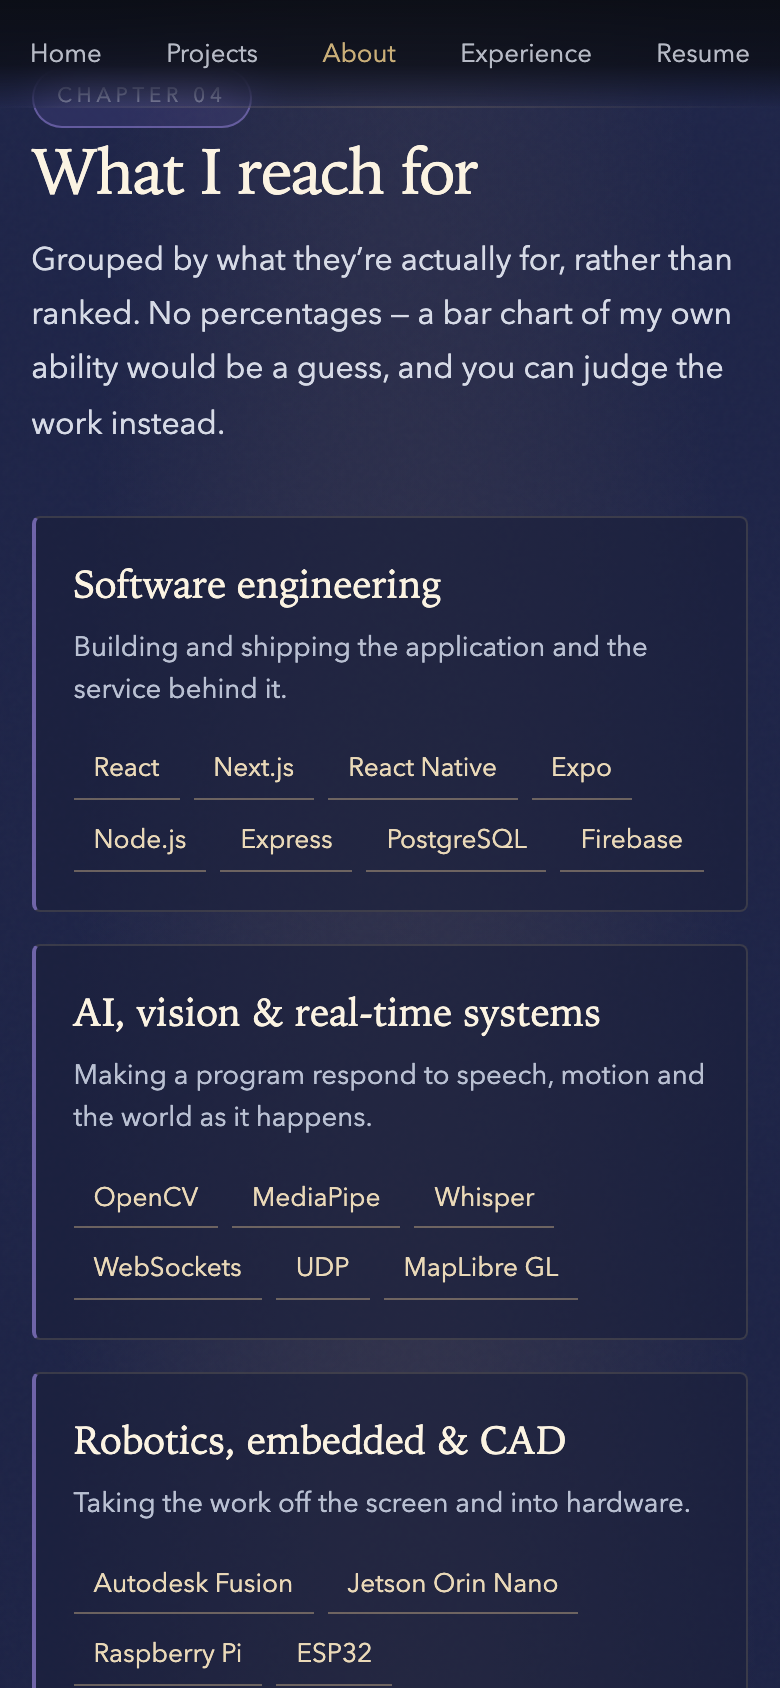 Home Projects About Experience Resume
CHAPTER 04
What I reach for
Grouped by what they’re actually for, rather than
ranked. No percentages – a bar chart of my own
ability would be a guess, and you can judge the
work instead.
Software engineering
Building and shipping the application and the
service behind it.
React Next.js React Native Expo
Node.js Express PostgreSQL Firebase
AI, vision & real-time systems
Making a program respond to speech, motion and
the world as it happens.
OpenCV MediaPipe Whisper
WebSockets UDP MapLibre GL
Robotics, embedded & CAD
Taking the work off the screen and into hardware.
Autodesk Fusion Jetson Orin Nano
Raspberry Pi ESP32